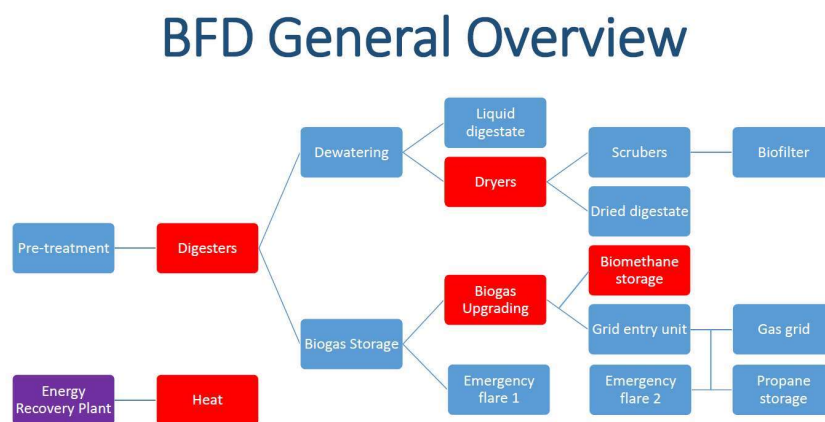 BFD General Overview
Liquid
digestate
Dewatering
Scrubers
Biofilter
Dryers
Dried digestate
Pre-treatment
Digesters
Biomethane
storage
Biogas
Upgrading
Grid entry unit
Gas grid
Biogas Storage
Energy
Recovery Plant
Heat
Emergency
flare 1
Emergency
flare 2
Propane
storage